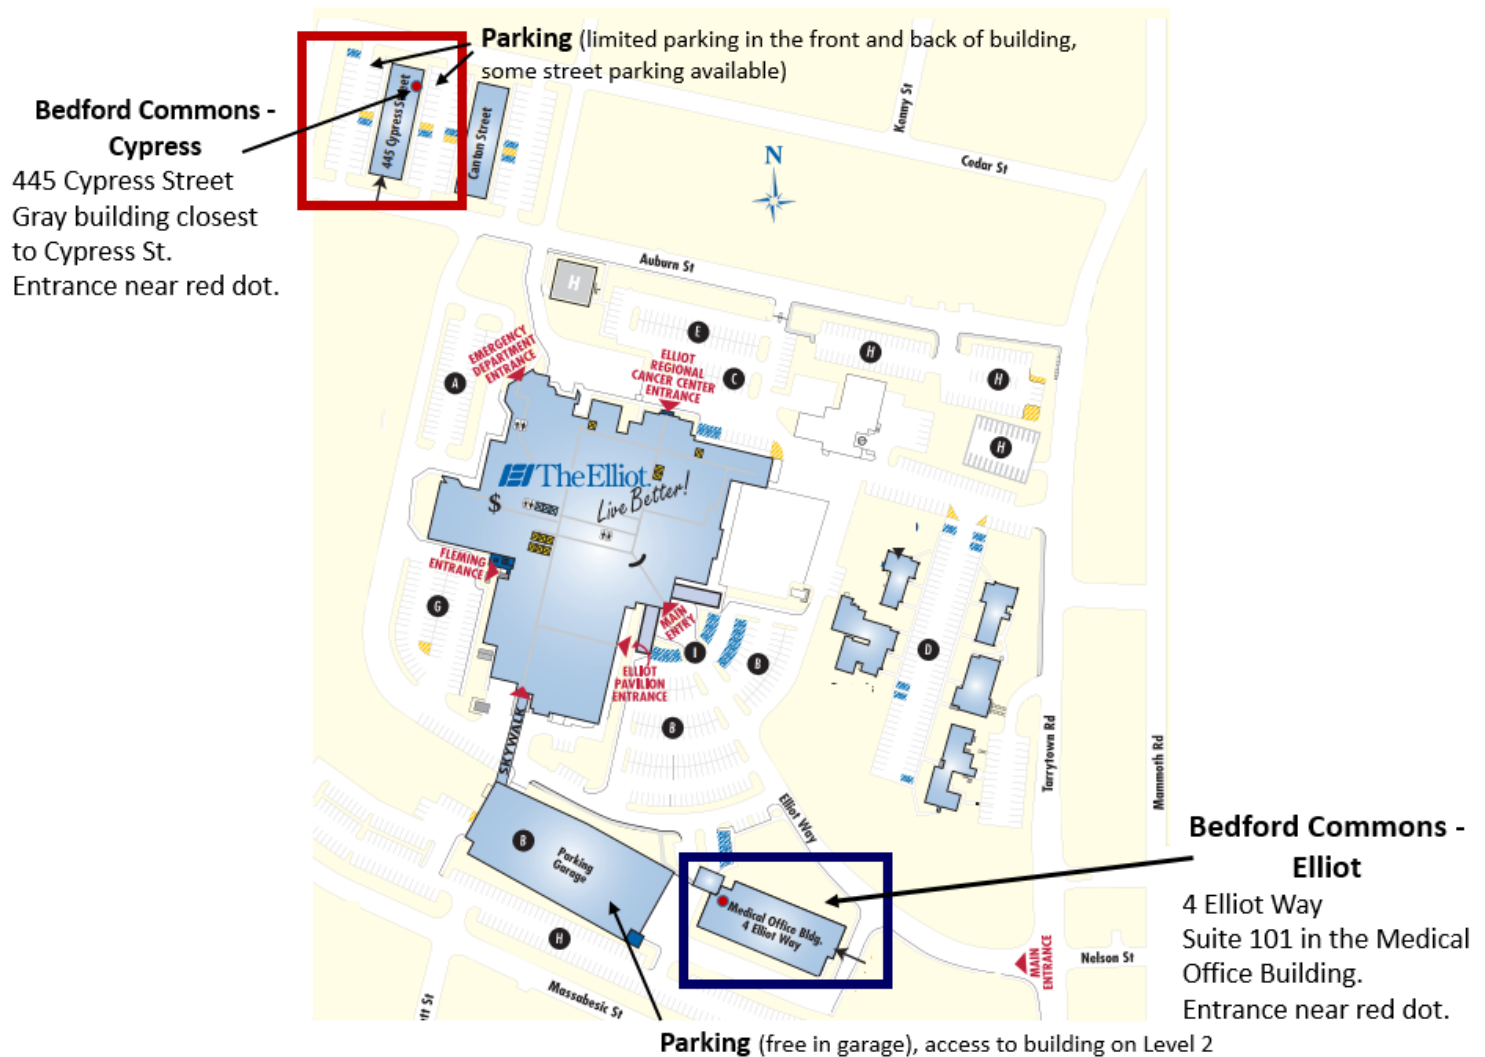 Parking (limited parking in the front and back of building,
some street parking available)
Bedford Commons -
Cypress
445 Cypress Street
Gray building closest
to Cypress St.
Entrance near red dot.
445 Cypress Street
Canton Street
Kenny St
Cedar St
N
Auburn St
H
E
H
EMERGENCY
DEPARTMENT
ENTRANCE
ELLIOT
REGIONAL
CANCER CENTER
ENTRANCE
A
C
H
H
The Elliot.
Live Better!
$
FLEMING
ENTRANCE
G
MAIN
ENTRY
I
B
D
ELLIOT
PAVILION
ENTRANCE
B
SKYWALK
Tarrytown Rd
Mammoth Rd
Elliot Way
B
Parking
Garage
Medical Office Bldg.
4 Elliot Way
H
Massabesic St
tt St
MAIN
ENTRANCE
Nelson St
Bedford Commons -
Elliot
4 Elliot Way
Suite 101 in the Medical
Office Building.
Entrance near red dot.
Parking (free in garage), access to building on Level 2